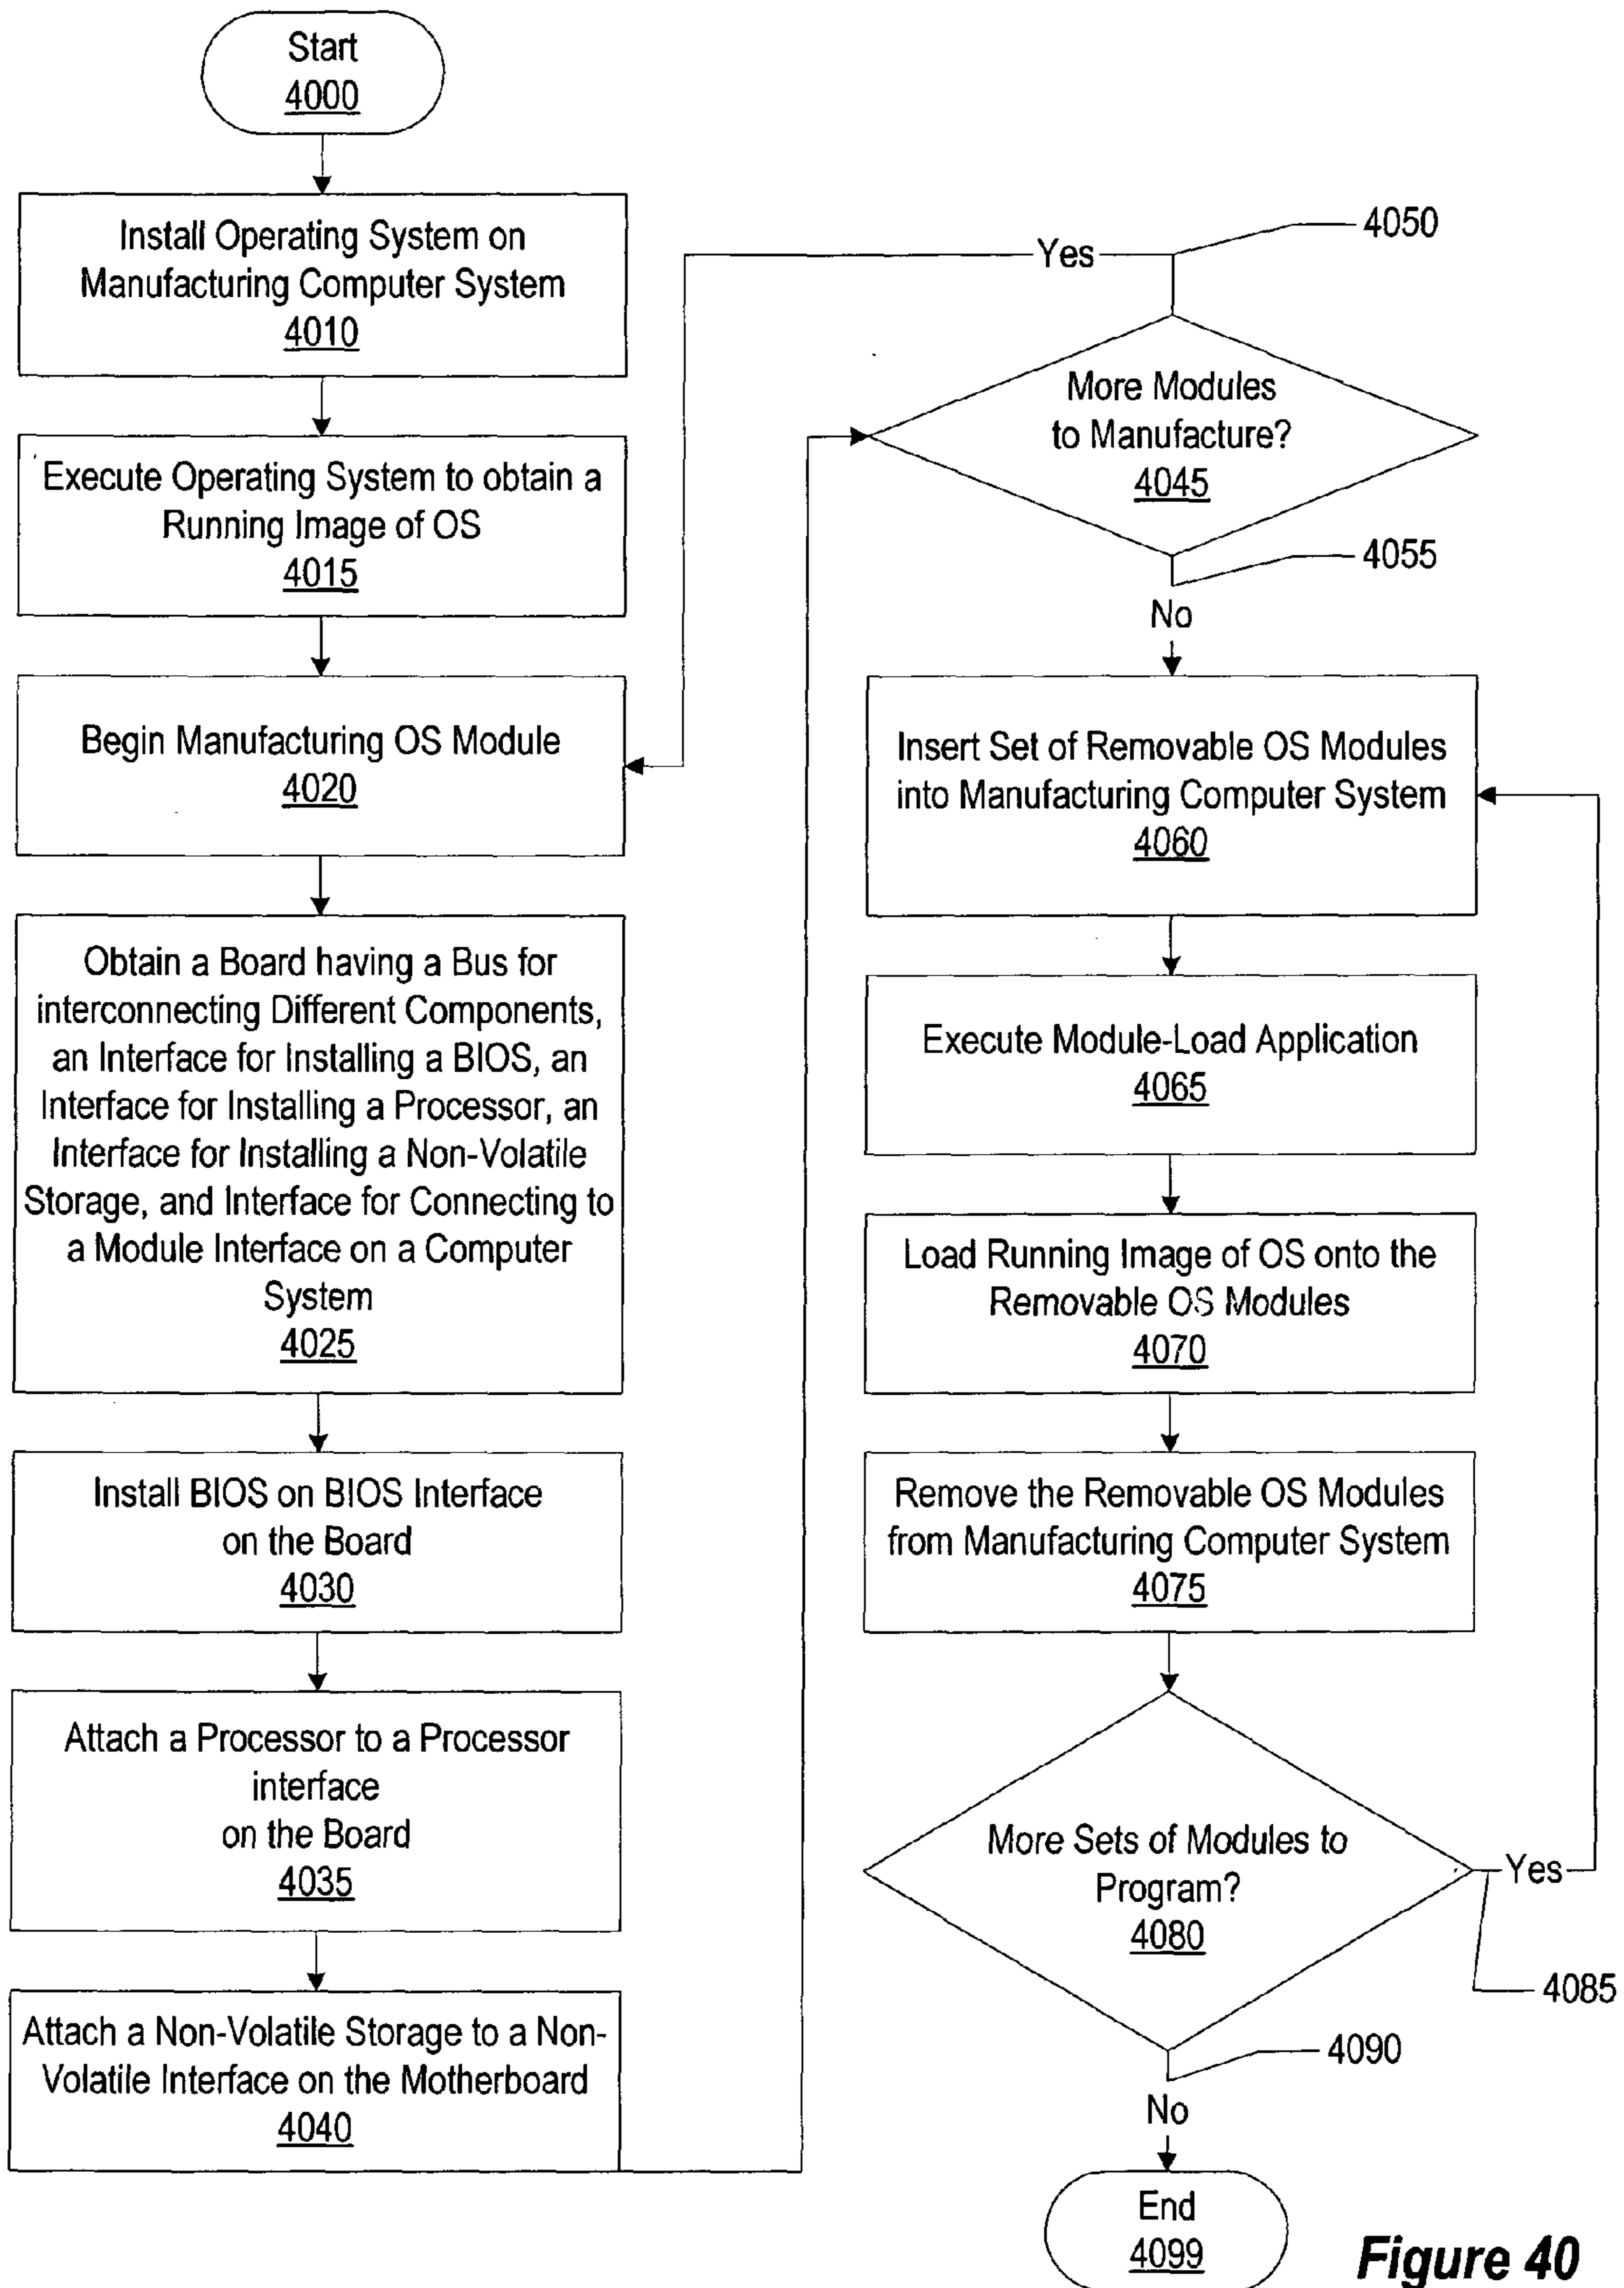 Start
4000
Install Operating System on
Manufacturing Computer System
4010
Execute Operating System to obtain a
Running Image of OS
4015
Begin Manufacturing OS Module
4020
Obtain a Board having a Bus for
interconnecting Different Components,
an Interface for Installing a BIOS, an
Interface for Installing a Processor, an
Interface for Installing a Non-Volatile
Storage, and Interface for Connecting to
a Module Interface on a Computer
System
4025
Install BIOS on BIOS Interface
on the Board
4030
Attach a Processor to a Processor
interface
on the Board
4035
Attach a Non-Volatile Storage to a Non-
Volatile Interface on the Motherboard
4040
4050
Yes
More Modules
to Manufacture?
4045
4055
No
Insert Set of Removable OS Modules
into Manufacturing Computer System
4060
Execute Module-Load Application
4065
Load Running Image of OS onto the
Removable OS Modules
4070
Remove the Removable OS Modules
from Manufacturing Computer System
4075
More Sets of Modules to
Program?
4080
Yes
4085
4090
No
End
4099
Figure 40